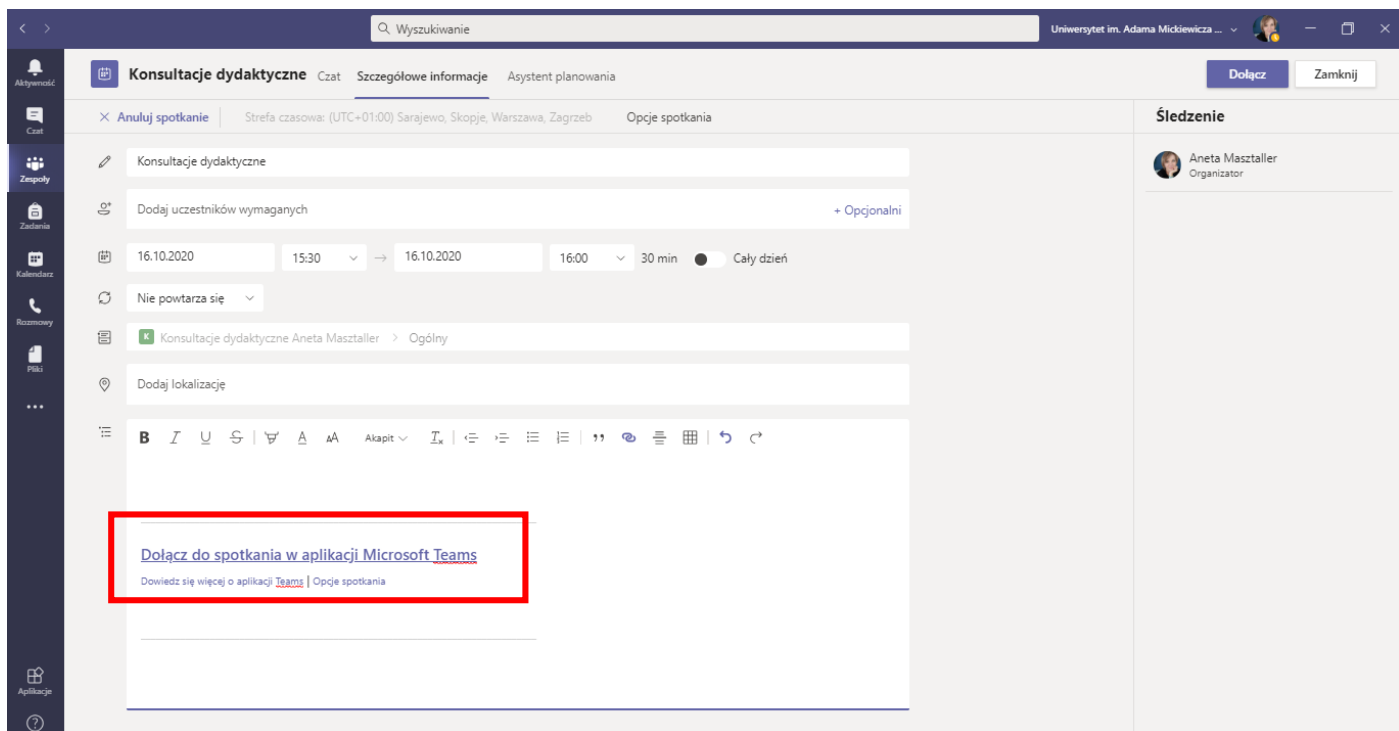 Wyszukiwanie
Uniwersytet im. Adama Mickiewicza ...
Aktywność
Czat
Zespoły
Zadania
Kalendarz
Rozmowy
Pliki
Aplikacje
Konsultacje dydaktyczne Czat Szczegółowe informacje Asystent planowania
Dołącz Zamknij
Anuluj spotkanie Strefa czasowa: (UTC+01:00) Sarajewo, Skopje, Warszawa, Zagrzeb Opcje spotkania
Konsultacje dydaktyczne
Dodaj uczestników wymaganych + Opcjonalni
16.10.2020 15:30 → 16.10.2020 16:00 30 min Cały dzień
Nie powtarza się
K Konsultacje dydaktyczne Aneta Masztaller > Ogólny
Dodaj lokalizację
B I U S A AA Akapit Tx
Dołącz do spotkania w aplikacji Microsoft Teams
Dowiedz się więcej o aplikacji Teams | Opcje spotkania
Śledzenie
Aneta Masztaller
Organizator